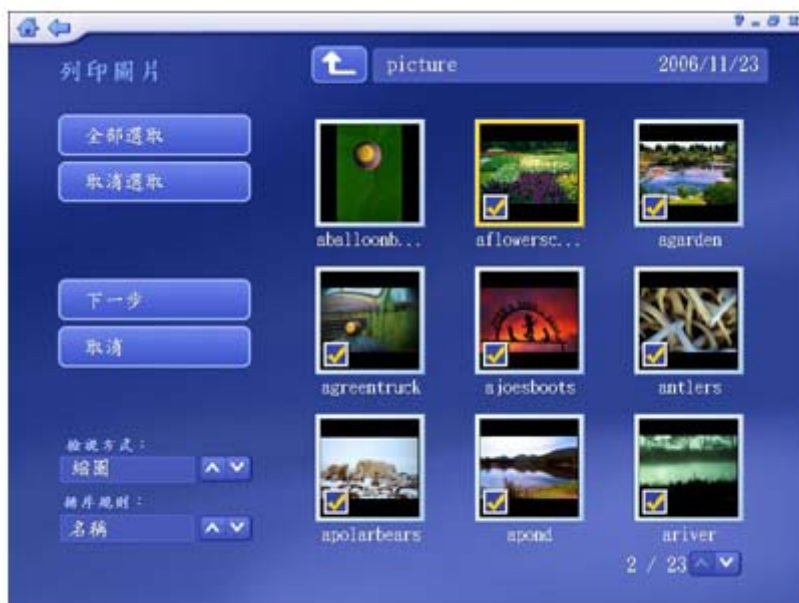 列印圖片
picture 2006/11/23
全部選取
取消選取
下一步
取消
檢視方式：
縮圖
排序規則：
名稱
aballoonb...
aflowersc...
agarden
agreentruck
ajoesboots
antlers
apolarbears
apond
ariver
2 / 23